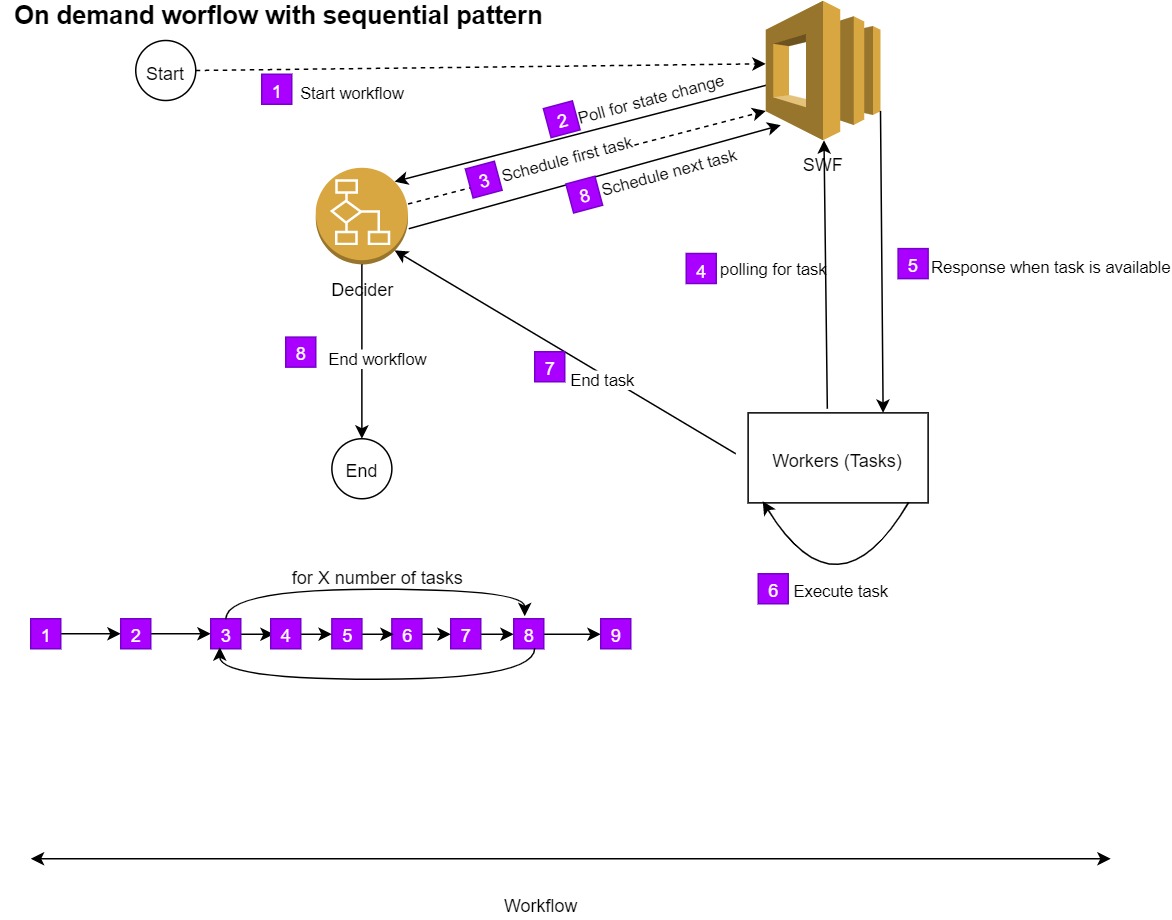 On demand worflow with sequential pattern
Start
1 Start workflow
2 Poll for state change
3 Schedule first task
8 Schedule next task
SWF
Decider
4 polling for task
5 Response when task is available
8 End workflow
7 End task
End
Workers (Tasks)
6 Execute task
for X number of tasks
1 2 3 4 5 6 7 8 9
Workflow